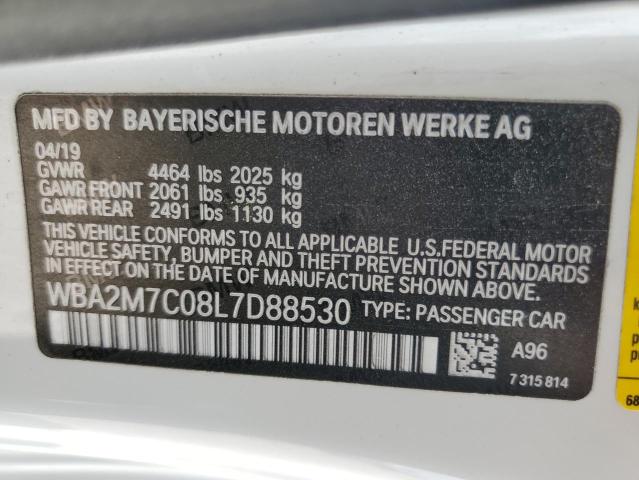 MFD BY BAYERISCHE MOTOREN WERKE AG
04/19
GVWR 4464 lbs 2025 kg
GAWR FRONT 2061 lbs 935 kg
GAWR REAR 2491 lbs 1130 kg
THIS VEHICLE CONFORMS TO ALL APPLICABLE U.S.FEDERAL MOTOR
VEHICLE SAFETY, BUMPER AND THEFT PREVENTION STANDARDS
IN EFFECT ON THE DATE OF MANUFACTURE SHOWN ABOVE.
WBA2M7C08L7D88530 TYPE: PASSENGER CAR
A96
7 315 814
68